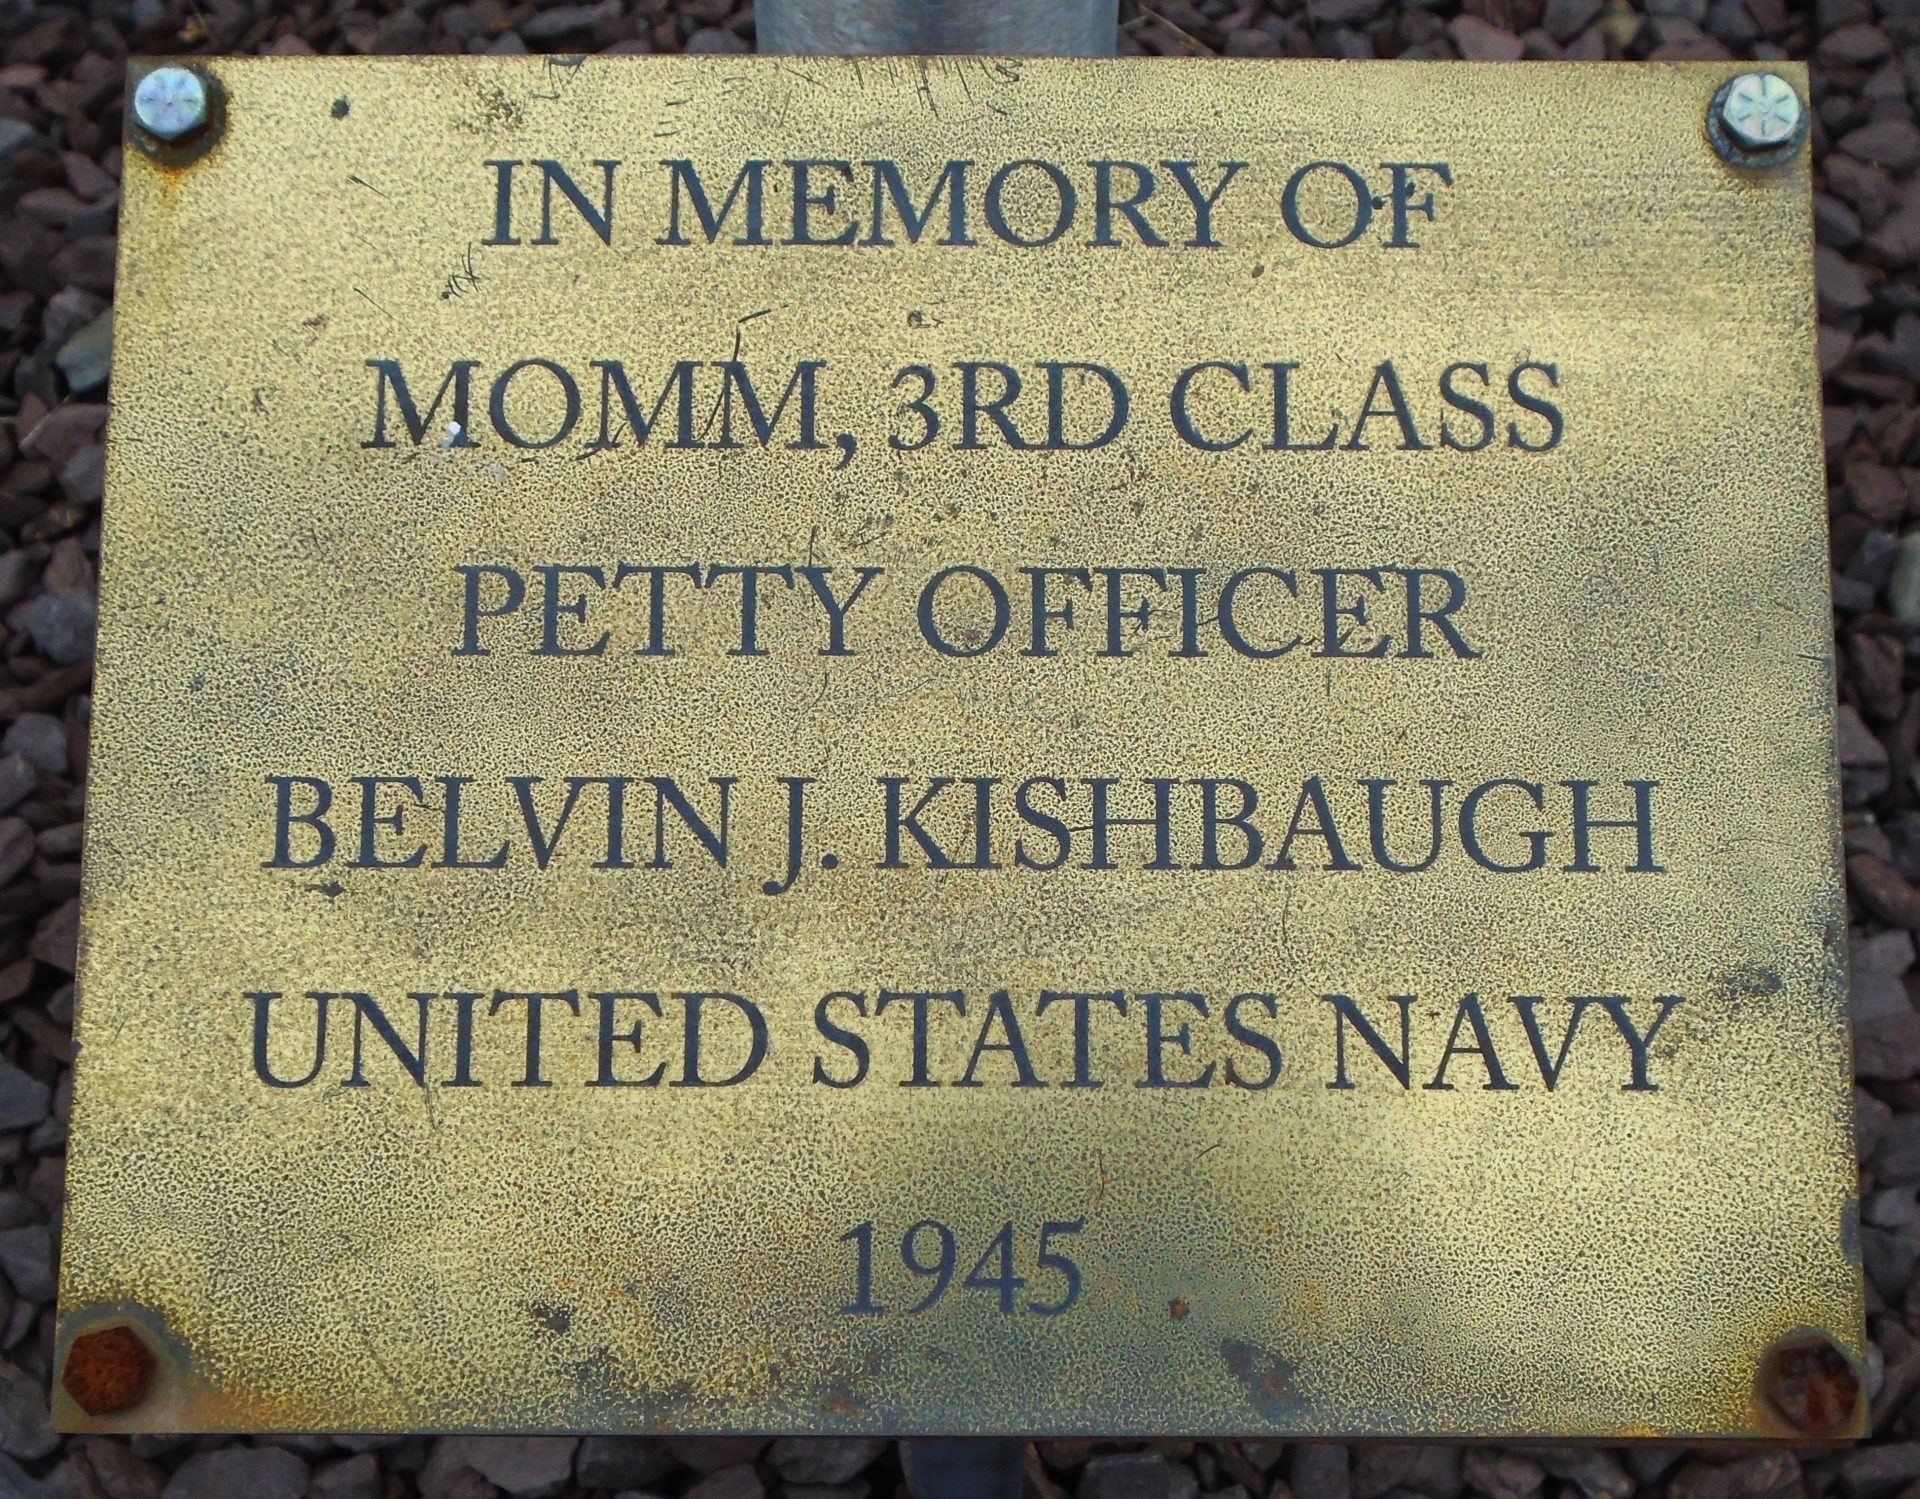 IN MEMORY OF
MOMM, 3RD CLASS
PETTY OFFICER
BELVIN J. KISHBAUGH
UNITED STATES NAVY
1945